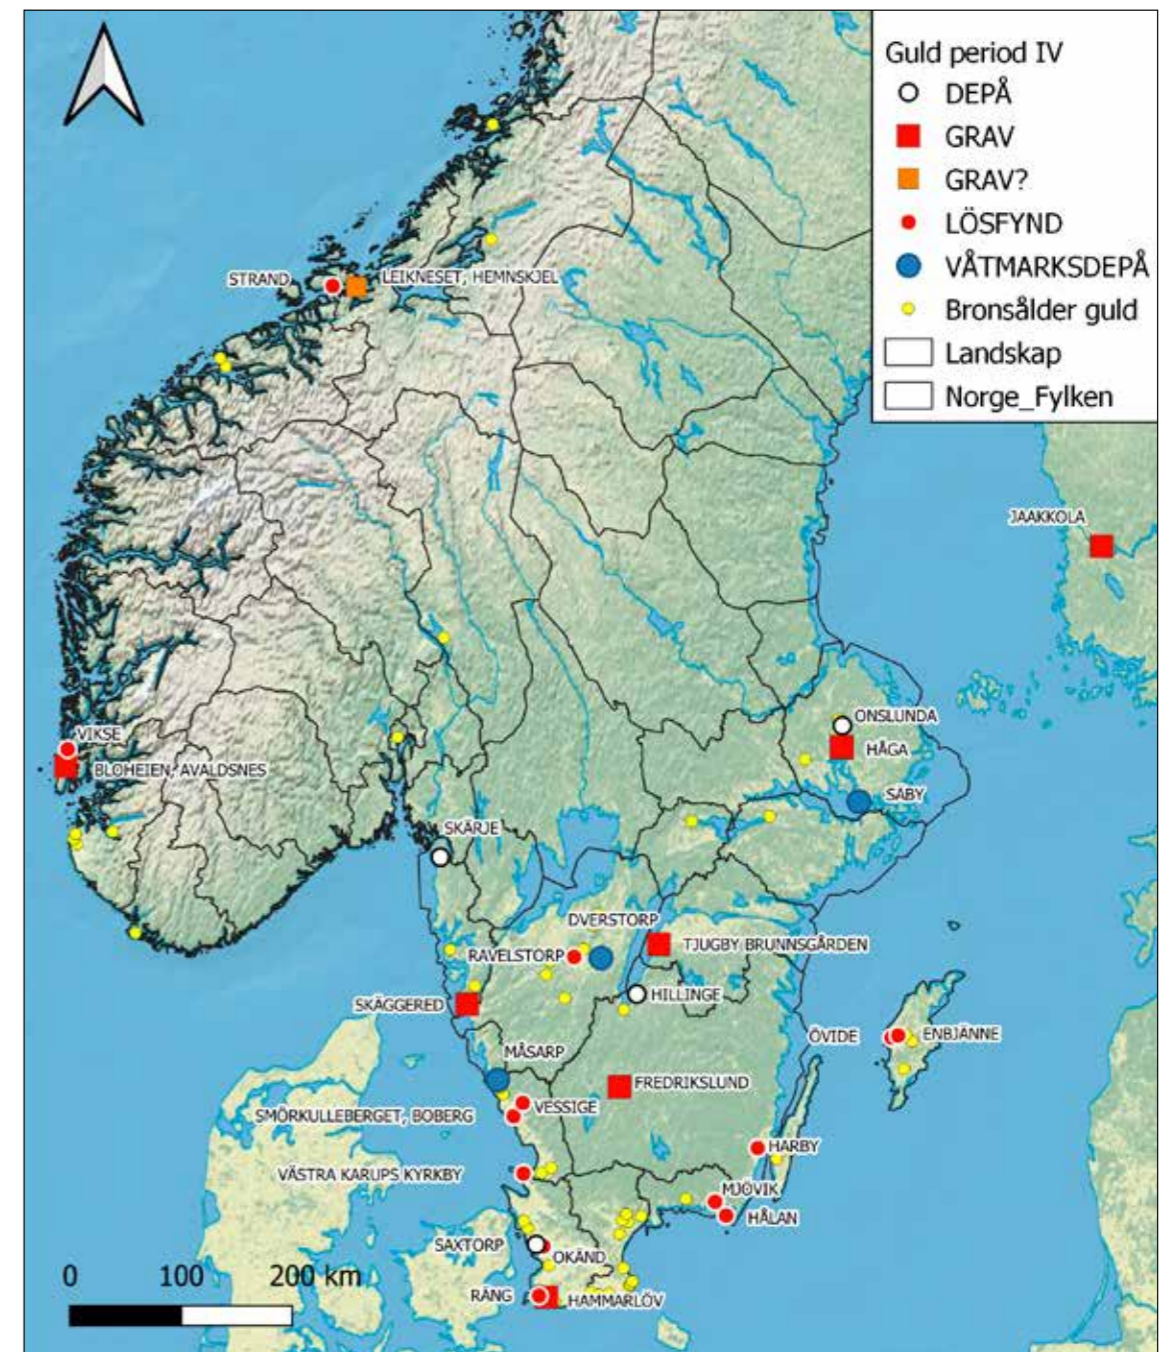 Guld period IV
DEPÅ
GRAV
GRAV?
LÖSFYND
VÅTMARKSDEPÅ
Bronsålder guld
Landskap
Norge_Fylken
STRAND
LEIKNESET, HEMNSKJEL
JAAKKOLA
ONSLUNDA
VIKSE
HÅGA
BLOHEIEN, AVALDSNES
SÄBY
SKÄRJE
DVERSTORP
TJUGBY BRUNNSGÅRDEN
RAVELSTORP
HILLINGE
SKÄGGERED
ÖVIDE
ENBJÄNNE
MÅSARP
FREDRIKSLUND
VESSIGE
SMÖRKULLEBERGET, BOBERG
HARBY
VÄSTRA KARUPS KYRKBY
MJÖVIK
HÅLAN
SAXTORP
OKÄND
0 100 200 km
RÄNG
HAMMARLÖV